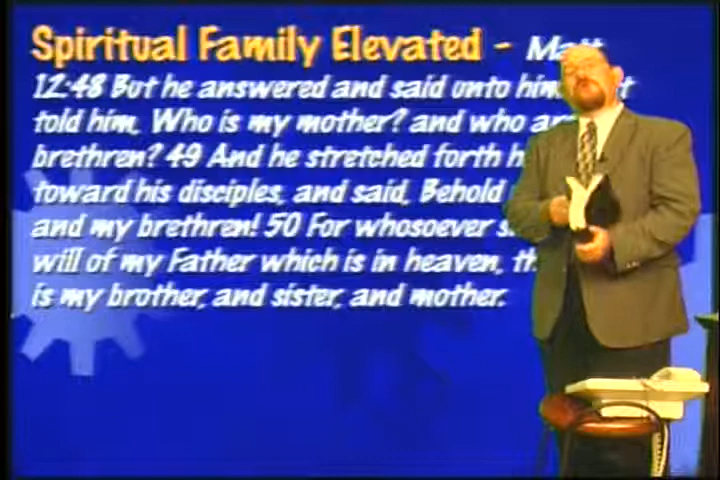 Spiritual Family Elevated - Matt
12:48 But he answered and said unto him
told him, Who is my mother? and who
brethren? 49 And he stretched forth
toward his disciples, and said, Behold
and my brethren! 50 For whosoever
will of my Father which is in heaven,
is my brother, and sister, and mother.